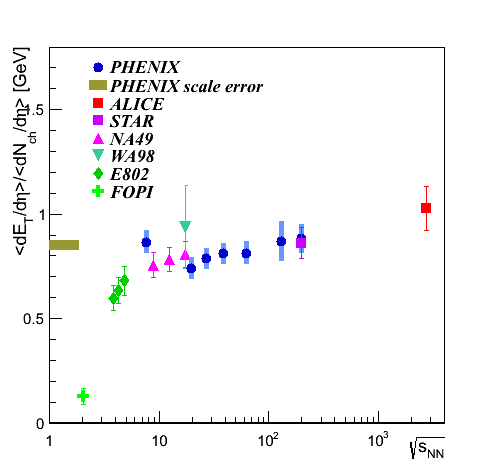 <dE_T/dη>/<dN_ch/dη> [GeV]
PHENIX
PHENIX scale error
ALICE
STAR
NA49
WA98
E802
FOPI
1.5
1
0.5
0
1 10 10² 10³
√s_NN